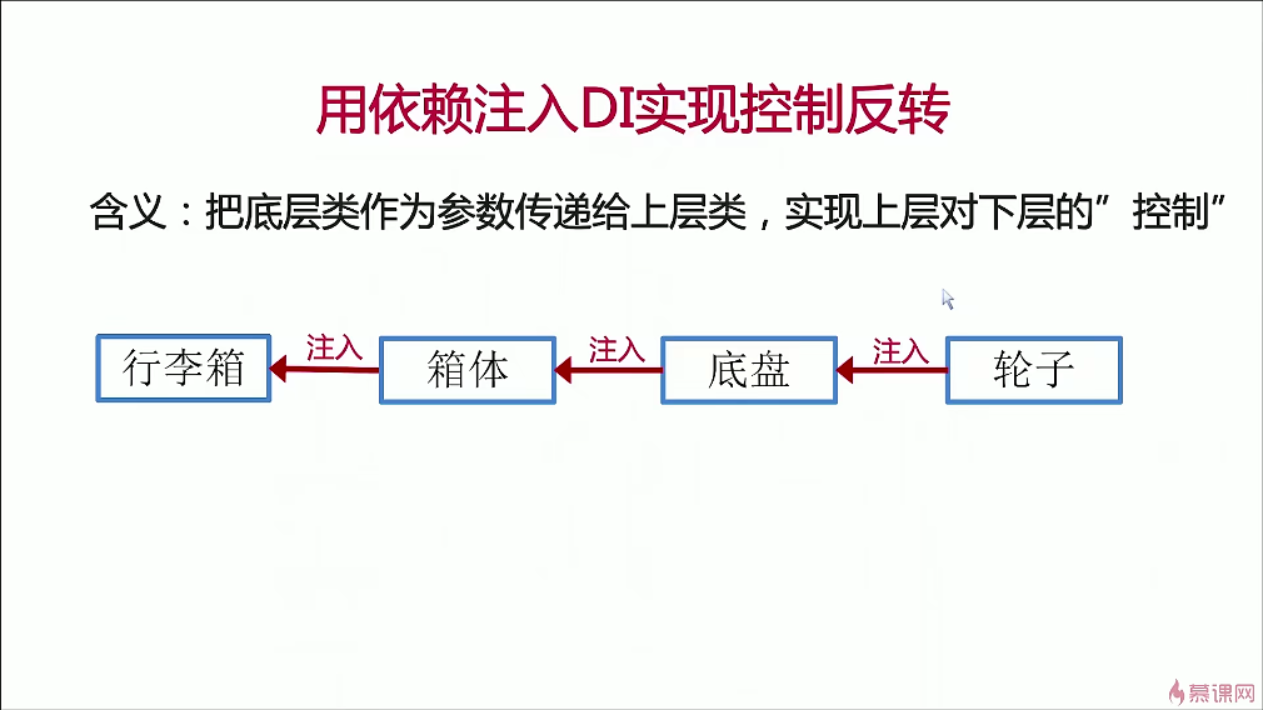 用依赖注入DI实现控制反转
含义：把底层类作为参数传递给上层类，实现上层对下层的”控制”
注入 注入 注入
行李箱 箱体 底盘 轮子
慕课网